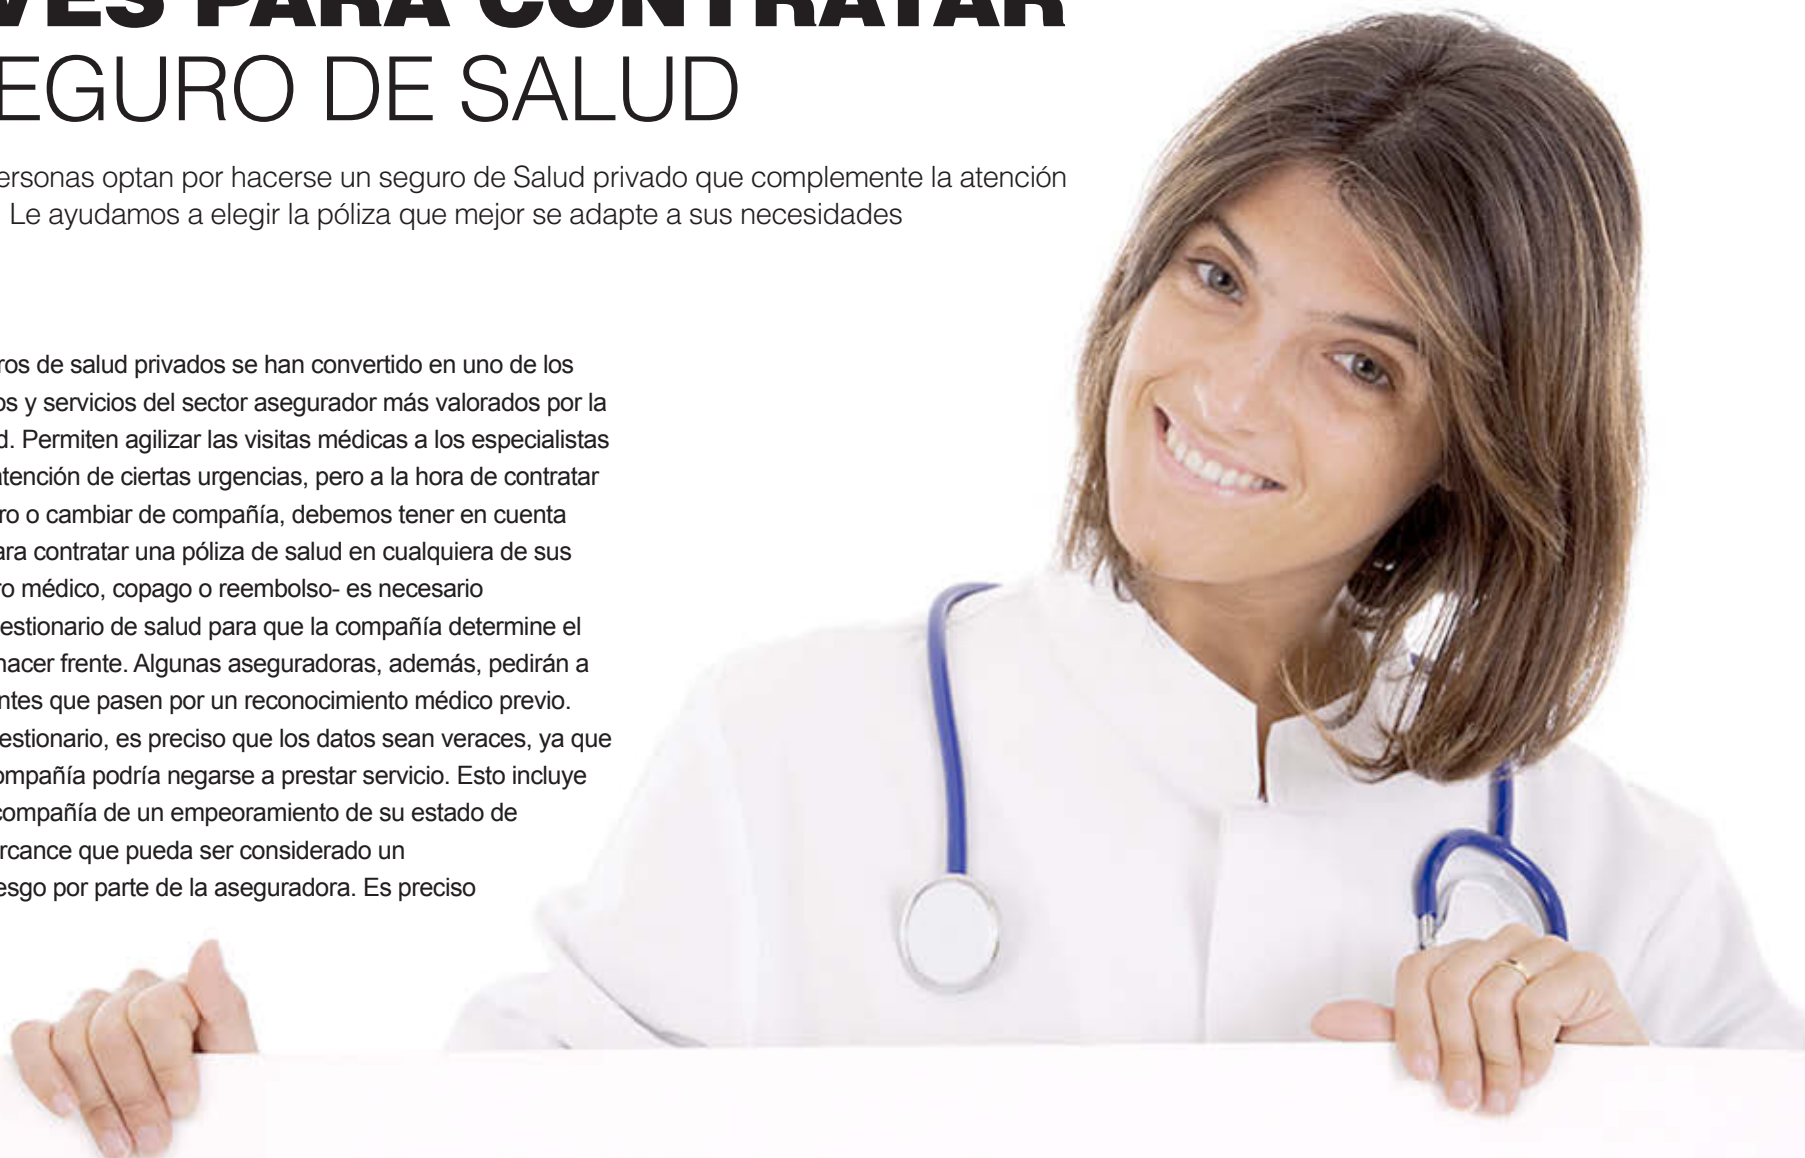 VES PARA CONTRATAR
EGURO DE SALUD
ersonas optan por hacerse un seguro de Salud privado que complemente la atención
. Le ayudamos a elegir la póliza que mejor se adapte a sus necesidades
ros de salud privados se han convertido en uno de los
os y servicios del sector asegurador más valorados por la
d. Permiten agilizar las visitas médicas a los especialistas
atención de ciertas urgencias, pero a la hora de contratar
ro o cambiar de compañía, debemos tener en cuenta
ara contratar una póliza de salud en cualquiera de sus
ro médico, copago o reembolso- es necesario
estionario de salud para que la compañía determine el
hacer frente. Algunas aseguradoras, además, pedirán a
ntes que pasen por un reconocimiento médico previo.
estionario, es preciso que los datos sean veraces, ya que
ompañía podría negarse a prestar servicio. Esto incluye
compañía de un empeoramiento de su estado de
rcance que pueda ser considerado un
esgo por parte de la aseguradora. Es preciso